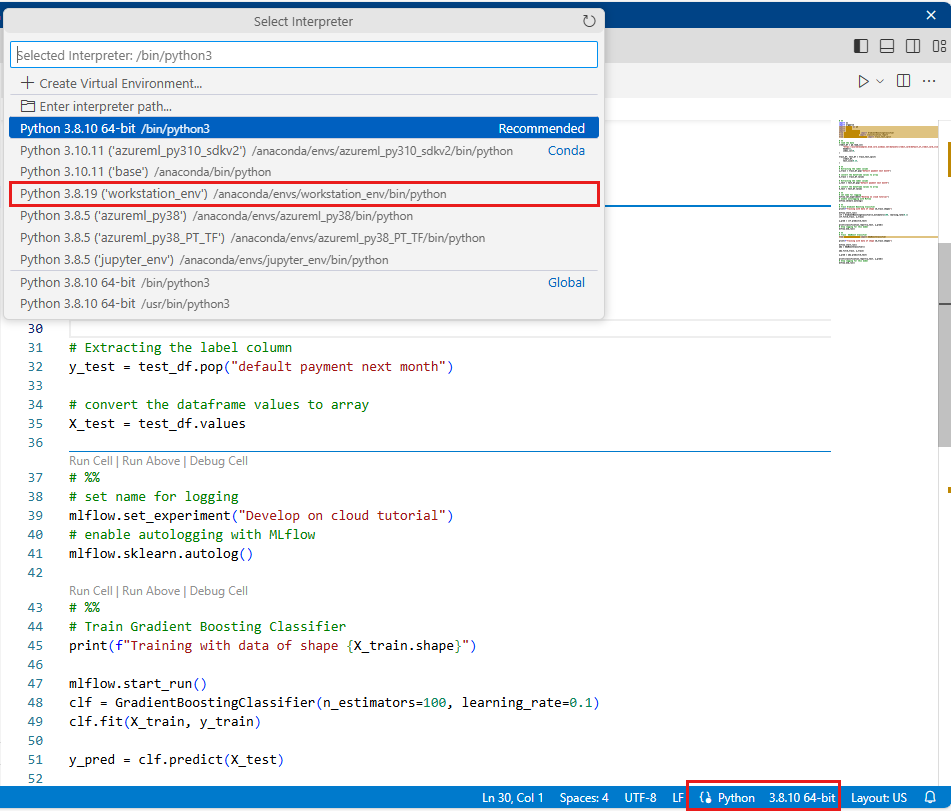 Select Interpreter
Selected Interpreter: /bin/python3
Create Virtual Environment...
Enter interpreter path...
Python 3.8.10 64-bit /bin/python3 Recommended
Python 3.10.11 ('azureml_py310_sdkv2') /anaconda/envs/azureml_py310_sdkv2/bin/python Conda
Python 3.10.11 ('base') /anaconda/bin/python
Python 3.8.19 ('workstation_env') /anaconda/envs/workstation_env/bin/python
Python 3.8.5 ('azureml_py38') /anaconda/envs/azureml_py38/bin/python
Python 3.8.5 ('azureml_py38_PT_TF') /anaconda/envs/azureml_py38_PT_TF/bin/python
Python 3.8.5 ('jupyter_env') /anaconda/envs/jupyter_env/bin/python
Python 3.8.10 64-bit /bin/python3 Global
Python 3.8.10 64-bit /usr/bin/python3
30
31 # Extracting the label column
32 y_test = test_df.pop("default payment next month")
33
34 # convert the dataframe values to array
35 X_test = test_df.values
36
Run Cell | Run Above | Debug Cell
37 # %%
38 # set name for logging
39 mlflow.set_experiment("Develop on cloud tutorial")
40 # enable autologging with MLflow
41 mlflow.sklearn.autolog()
42
Run Cell | Run Above | Debug Cell
43 # %%
44 # Train Gradient Boosting Classifier
45 print(f"Training with data of shape {X_train.shape}")
46
47 mlflow.start_run()
48 clf = GradientBoostingClassifier(n_estimators=100, learning_rate=0.1)
49 clf.fit(X_train, y_train)
50
51 y_pred = clf.predict(X_test)
52
Ln 30, Col 1 Spaces: 4 UTF-8 LF Python 3.8.10 64-bit Layout: US